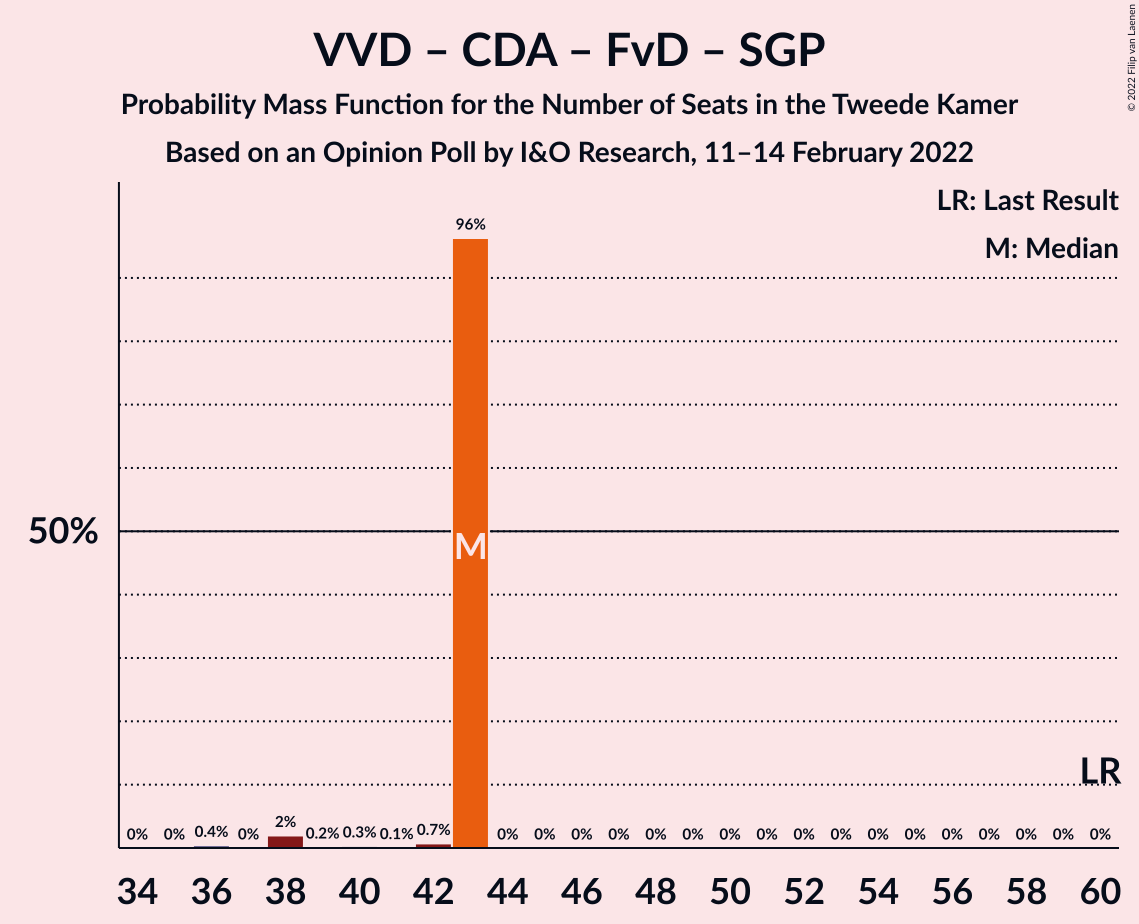 VVD – CDA – FvD – SGP
Probability Mass Function for the Number of Seats in the Tweede Kamer
Based on an Opinion Poll by I&O Research, 11–14 February 2022
© 2022 Filip van Laenen
LR: Last Result
M: Median
96%
50%
M
LR
0% 0% 0.4% 0% 2% 0.2% 0.3% 0.1% 0.7% 0% 0% 0% 0% 0% 0% 0% 0% 0% 0% 0% 0% 0% 0% 0% 0% 0%
34 36 38 40 42 44 46 48 50 52 54 56 58 60